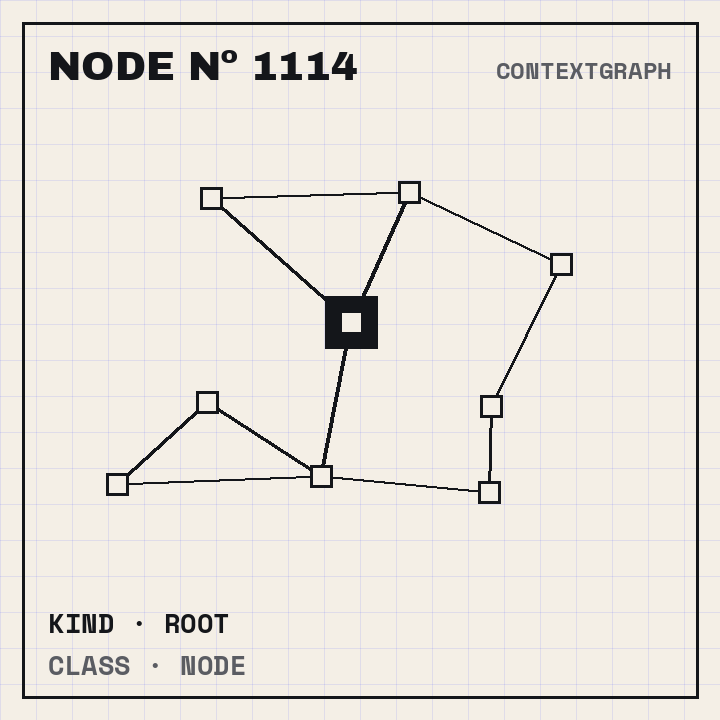 NODE Nº 1114
CONTEXTGRAPH
KIND · ROOT
CLASS · NODE